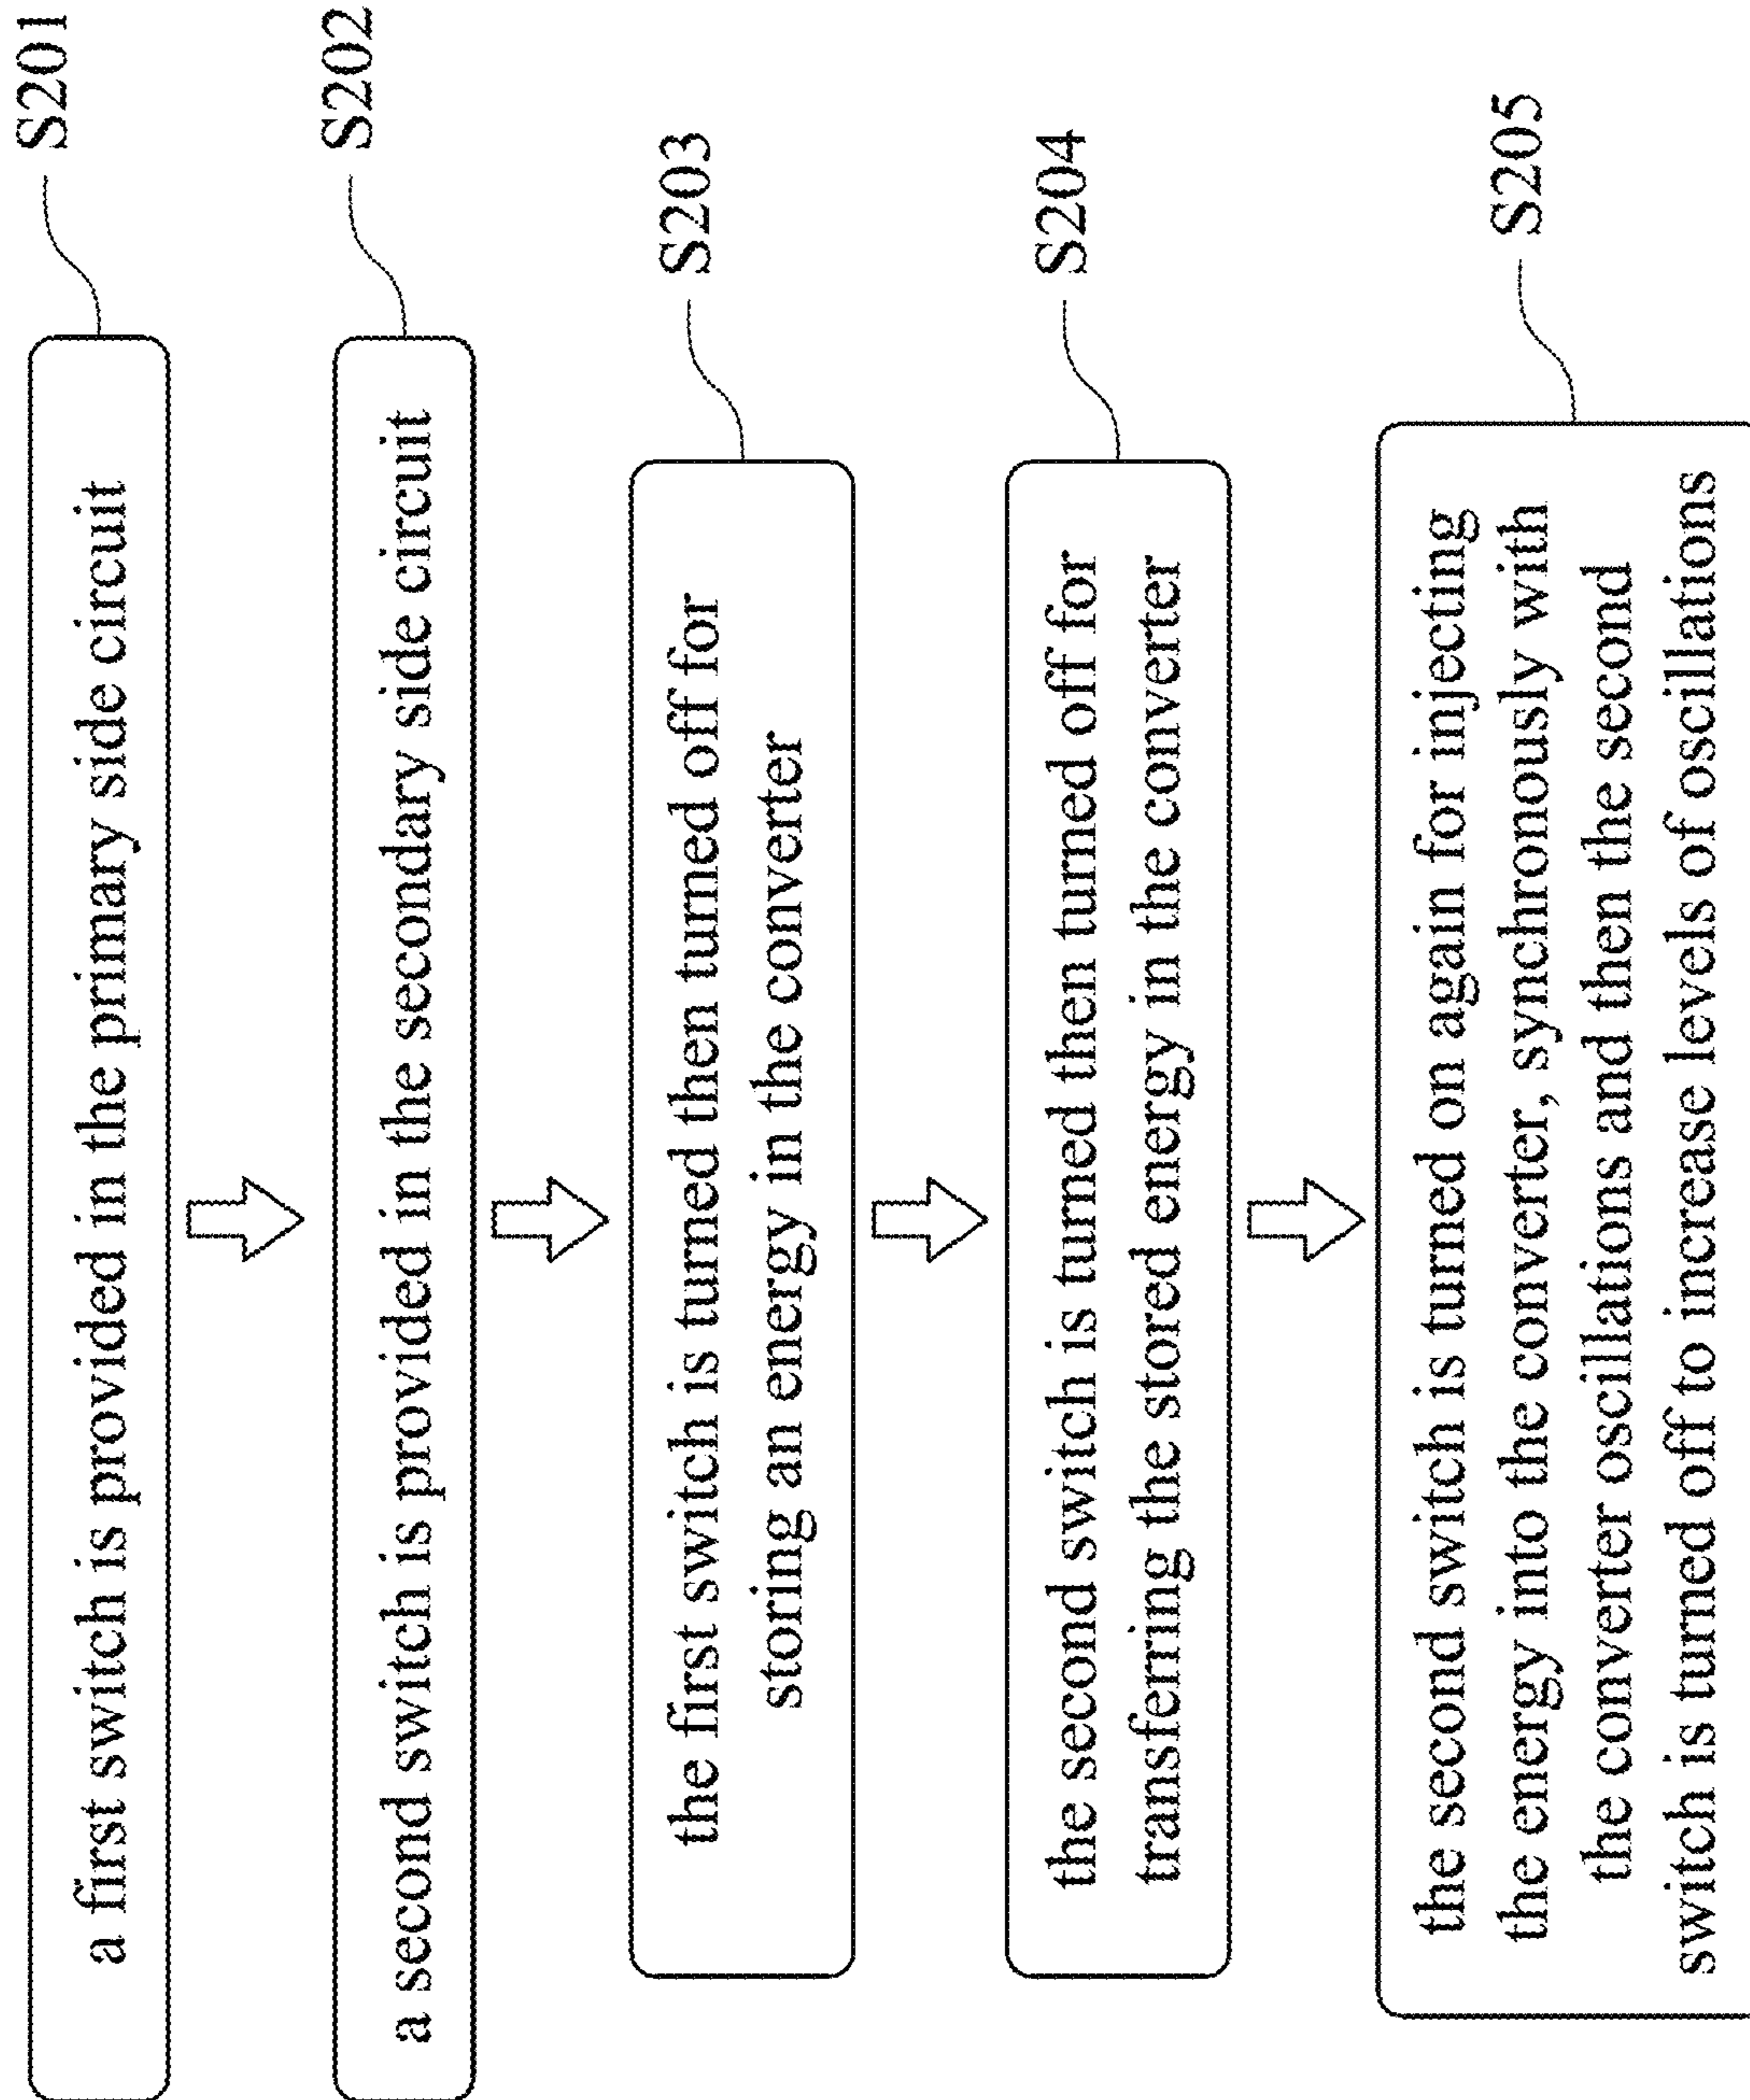 a first switch is provided in the primary side circuit
S201
a second switch is provided in the secondary side circuit
S202
the first switch is turned then turned off for
storing an energy in the converter
S203
the second switch is turned then turned off for
transferring the stored energy in the converter
S204
the second switch is turned on again for injecting
the energy into the converter, synchronously with
the converter oscillations and then the second
switch is turned off to increase levels of oscillations
S205